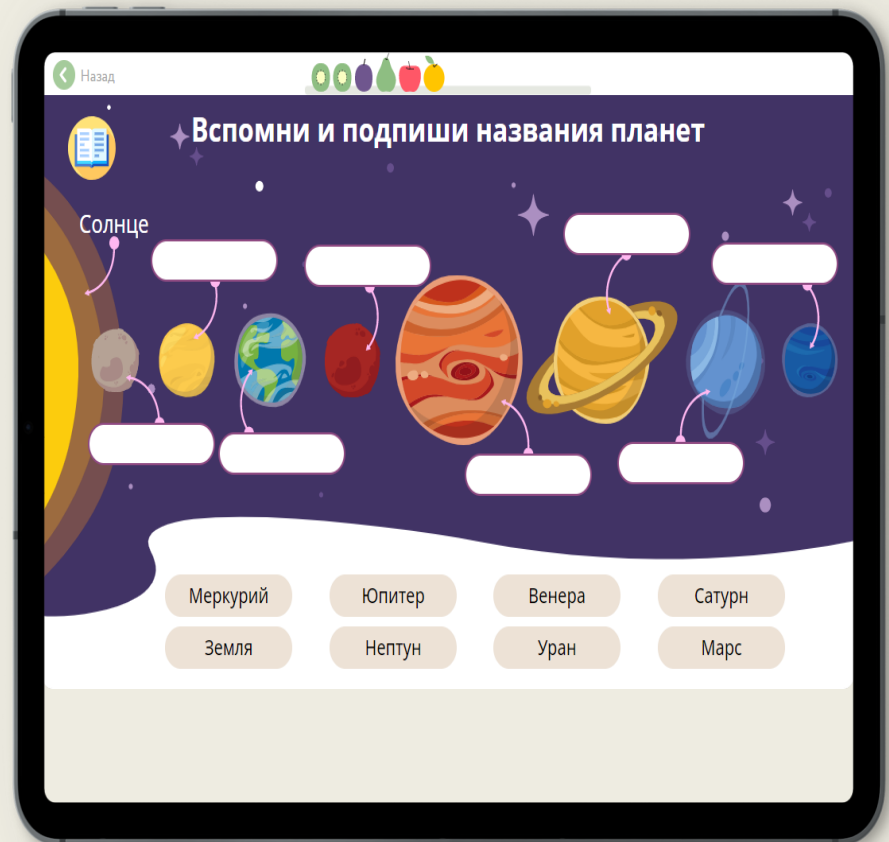 Назад
Вспомни и подпиши названия планет
Солнце
Меркурий Юпитер Венера Сатурн
Земля Нептун Уран Марс